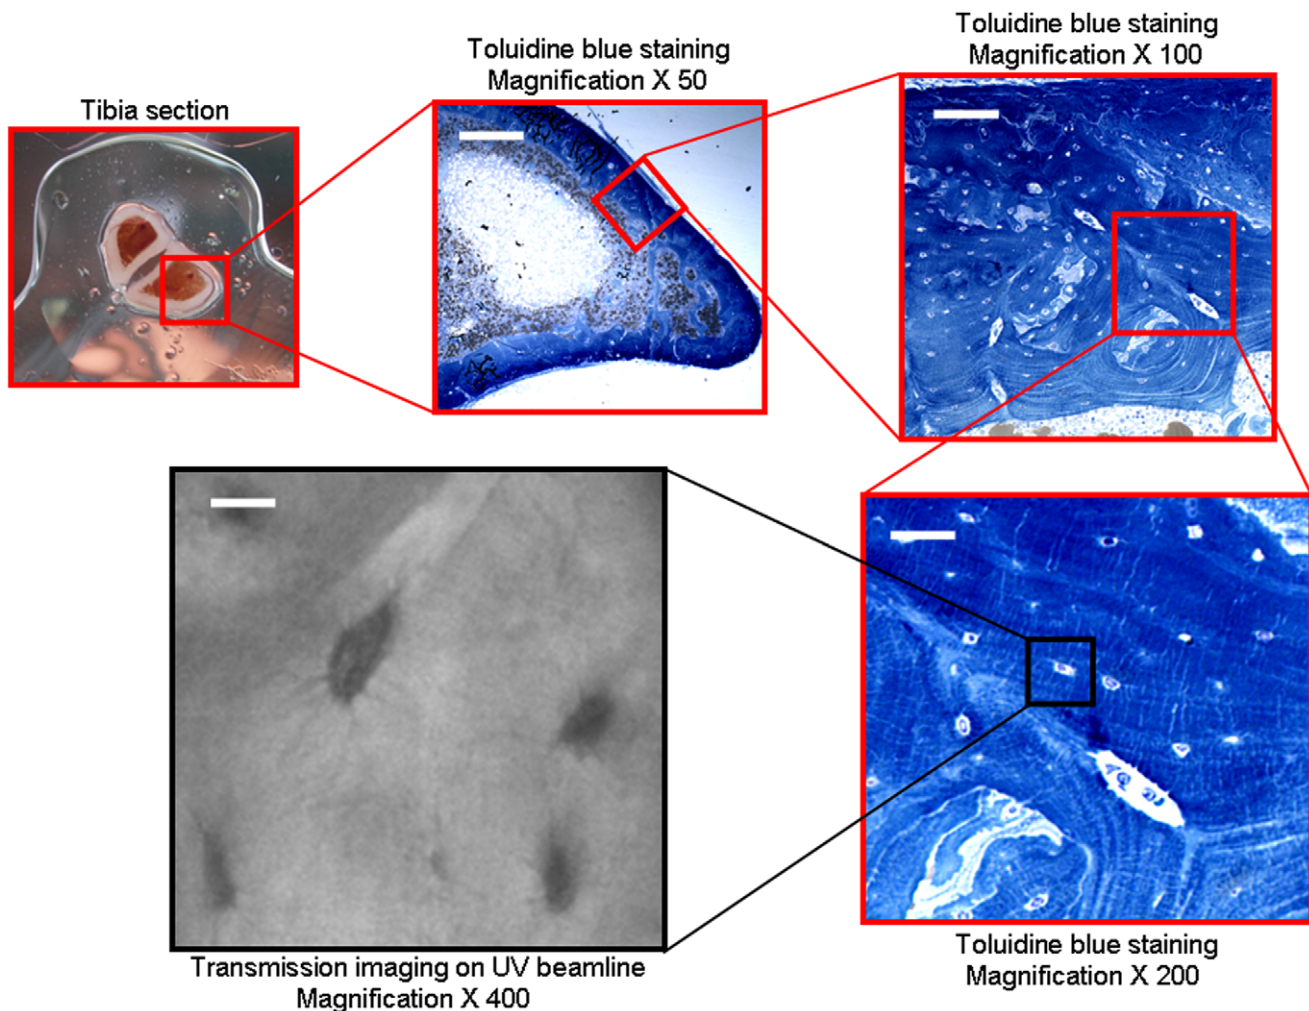 Tibia section
Toluidine blue staining
Magnification X 50
Toluidine blue staining
Magnification X 100
Transmission imaging on UV beamline
Magnification X 400
Toluidine blue staining
Magnification X 200